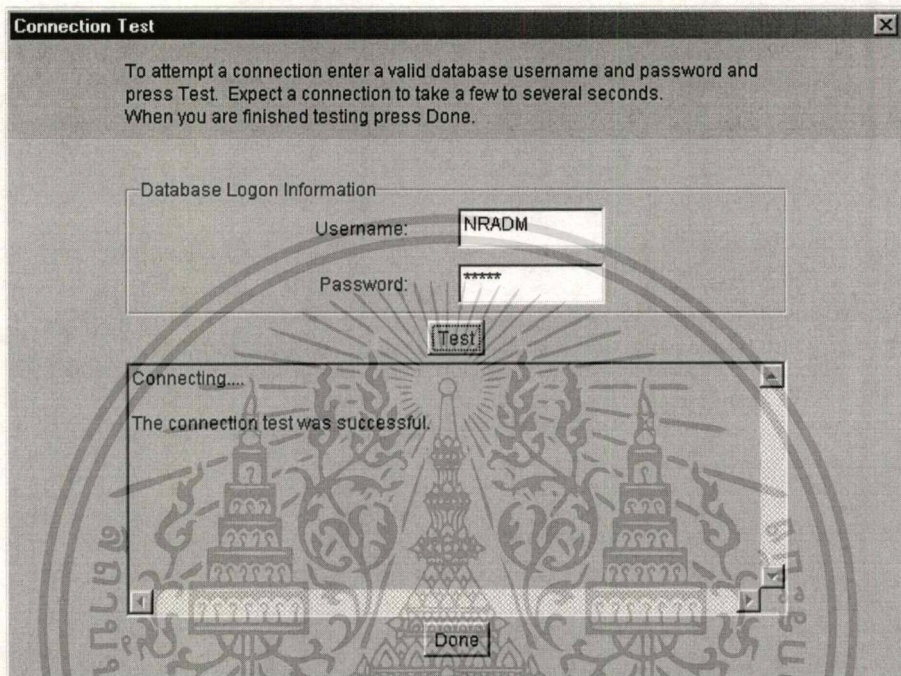 Connection Test
To attempt a connection enter a valid database username and password and
press Test. Expect a connection to take a few to several seconds.
When you are finished testing press Done.
Database Logon Information
Username: NRADM
Password: *****
Test
Connecting....
The connection test was successful.
Done